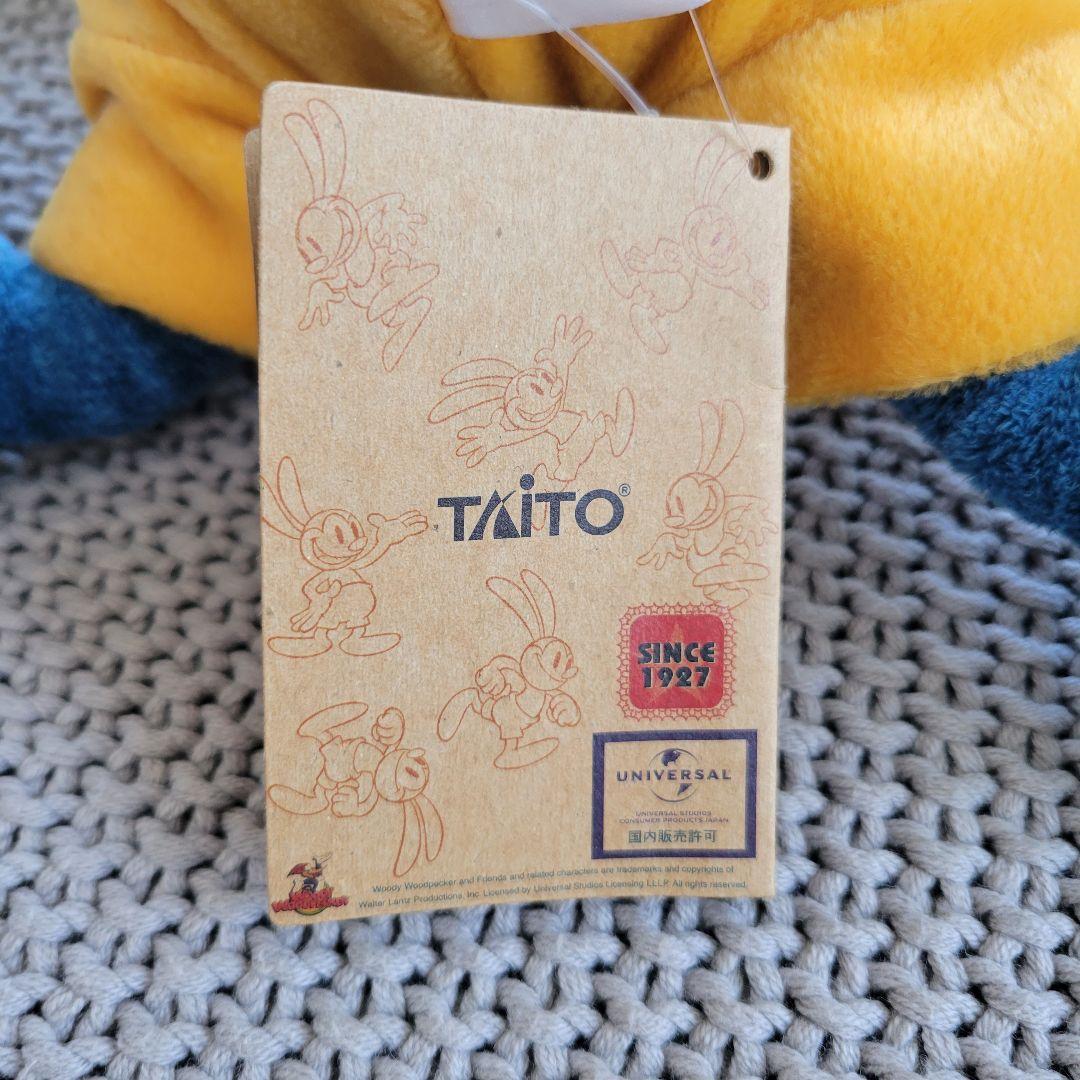 TAiTO®
SINCE
1927
UNIVERSAL
UNIVERSAL STUDIOS
CONSUMER PRODUCTS JAPAN
国内販売許可
Woody Woodpecker and Friends and related characters are trademarks and copyrights of
Walter Lantz Productions, Inc. Licensed by Universal Studios Licensing LLLP. All rights reserved.